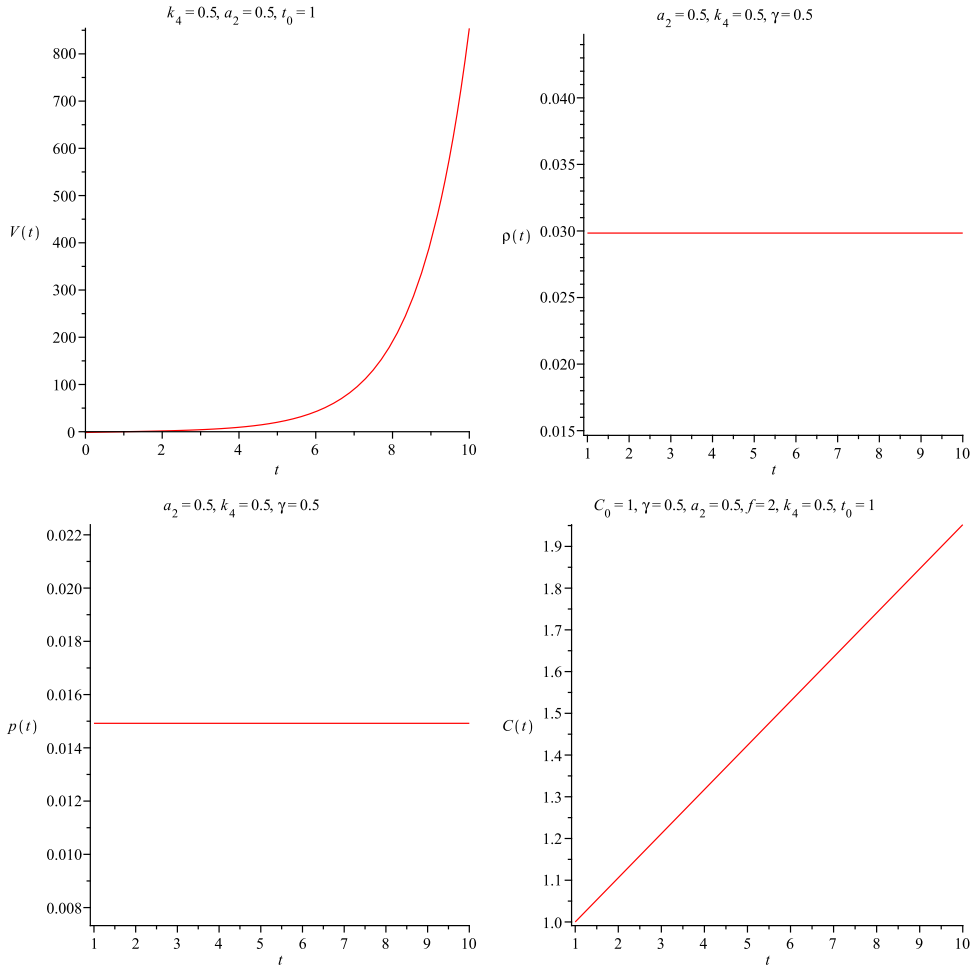 k₄ = 0.5, a₂ = 0.5, t₀ = 1
800
700
600
500
V(t)
400
300
200
100
0
0 2 4 6 8 10
t
a₂ = 0.5, k₄ = 0.5, γ = 0.5
0.040
0.035
ρ(t)
0.030
0.025
0.020
0.015
1 2 3 4 5 6 7 8 9 10
t
a₂ = 0.5, k₄ = 0.5, γ = 0.5
0.022
0.020
0.018
0.016
p(t)
0.014
0.012
0.010
0.008
1 2 3 4 5 6 7 8 9 10
t
C₀ = 1, γ = 0.5, a₂ = 0.5, f = 2, k₄ = 0.5, t₀ = 1
1.9
1.8
1.7
1.6
1.5
C(t)
1.4
1.3
1.2
1.1
1.0
1 2 3 4 5 6 7 8 9 10
t